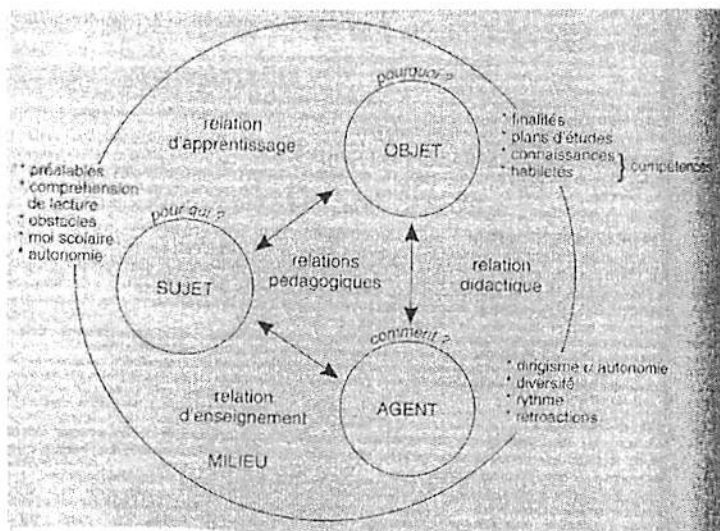 pourquoi ?
OBJET
relation
d'apprentissage
* finalités
* plans d'études
* connaissances
* habiletés
} compétences
* préalables
* compréhension
de lecture
* obstacles
* moi scolaire
* autonomie
pour qui ?
SUJET
relations
pédagogiques
relation
didactique
comment ?
AGENT
relation
d'enseignement
MILIEU
* dirigisme autonomie
* diversité
* rythme
* rétroactions